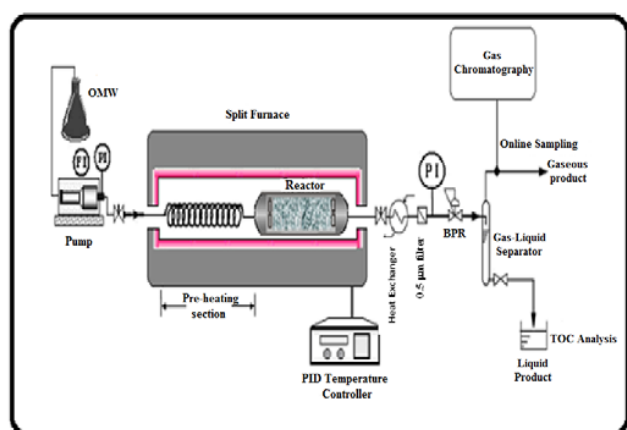 Gas
Chromatography
OMW
Split Furnace
Online Sampling
Gaseous
product
FI
PI
Reactor
PI
Pump
BPR
Gas-Liquid
Separator
Heat Exchanger
0.5 µm filter
Pre-heating
section
TOC Analysis
PID Temperature
Controller
Liquid
Product